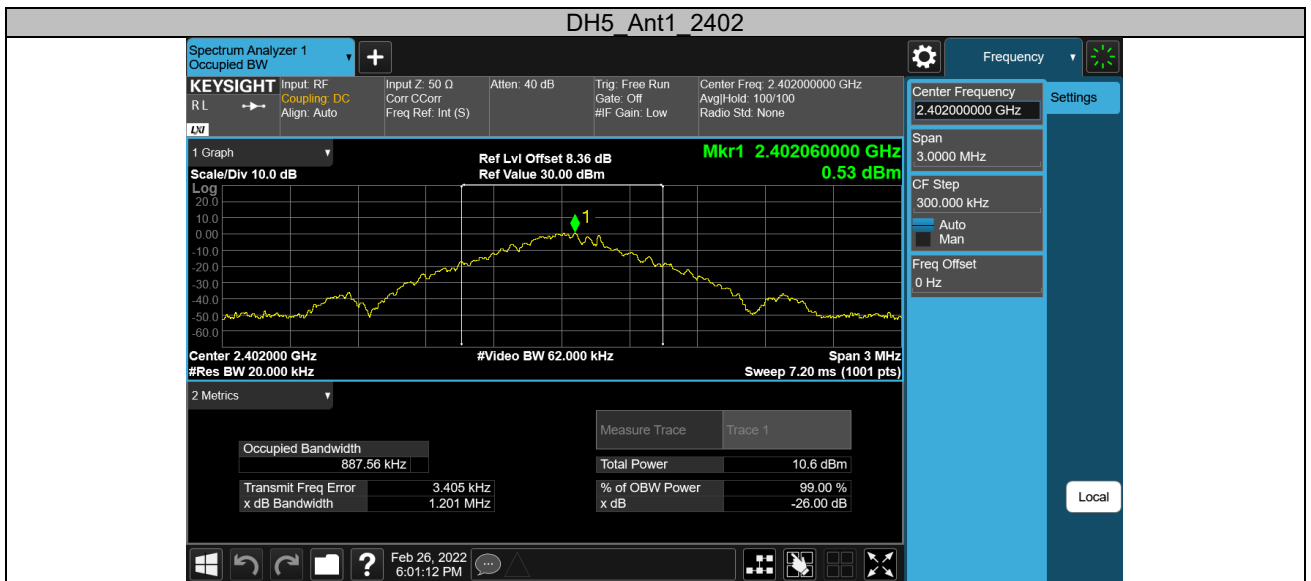 DH5_Ant1_2402
Spectrum Analyzer 1
Occupied BW
KEYSIGHT
RL
LXI
Input: RF
Coupling: DC
Align: Auto
Input Z: 50 Ω
Corr CCorr
Freq Ref: Int (S)
Atten: 40 dB
Trig: Free Run
Gate: Off
#IF Gain: Low
Center Freq: 2.402000000 GHz
Avg|Hold: 100/100
Radio Std: None
1 Graph
Scale/Div 10.0 dB
Ref Lvl Offset 8.36 dB
Ref Value 30.00 dBm
Mkr1 2.402060000 GHz
0.53 dBm
Log
20.0
10.0
0.00
-10.0
-20.0
-30.0
-40.0
-50.0
-60.0
1
Center 2.402000 GHz
#Res BW 20.000 kHz
#Video BW 62.000 kHz
Span 3 MHz
Sweep 7.20 ms (1001 pts)
2 Metrics
Measure Trace Trace 1
Occupied Bandwidth
887.56 kHz
Total Power 10.6 dBm
Transmit Freq Error 3.405 kHz
x dB Bandwidth 1.201 MHz
% of OBW Power 99.00 %
x dB -26.00 dB
Frequency
Settings
Center Frequency
2.402000000 GHz
Span
3.0000 MHz
CF Step
300.000 kHz
Auto
Man
Freq Offset
0 Hz
Local
?
Feb 26, 2022
6:01:12 PM